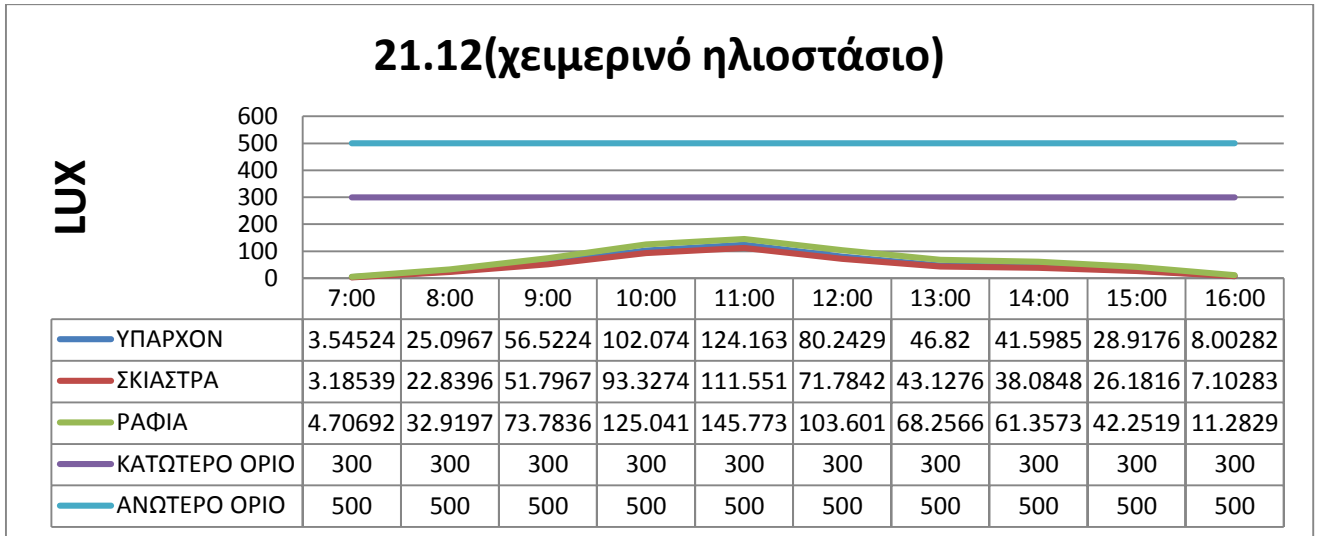 21.12(χειμερινό ηλιοστάσιο)
LUX
600
500
400
300
200
100
0
7:00 8:00 9:00 10:00 11:00 12:00 13:00 14:00 15:00 16:00
ΥΠΑΡΧΟΝ 3.54524 25.0967 56.5224 102.074 124.163 80.2429 46.82 41.5985 28.9176 8.00282
ΣΚΙΑΣΤΡΑ 3.18539 22.8396 51.7967 93.3274 111.551 71.7842 43.1276 38.0848 26.1816 7.10283
ΡΑΦΙΑ 4.70692 32.9197 73.7836 125.041 145.773 103.601 68.2566 61.3573 42.2519 11.2829
ΚΑΤΩΤΕΡΟ ΟΡΙΟ 300 300 300 300 300 300 300 300 300 300
ΑΝΩΤΕΡΟ ΟΡΙΟ 500 500 500 500 500 500 500 500 500 500